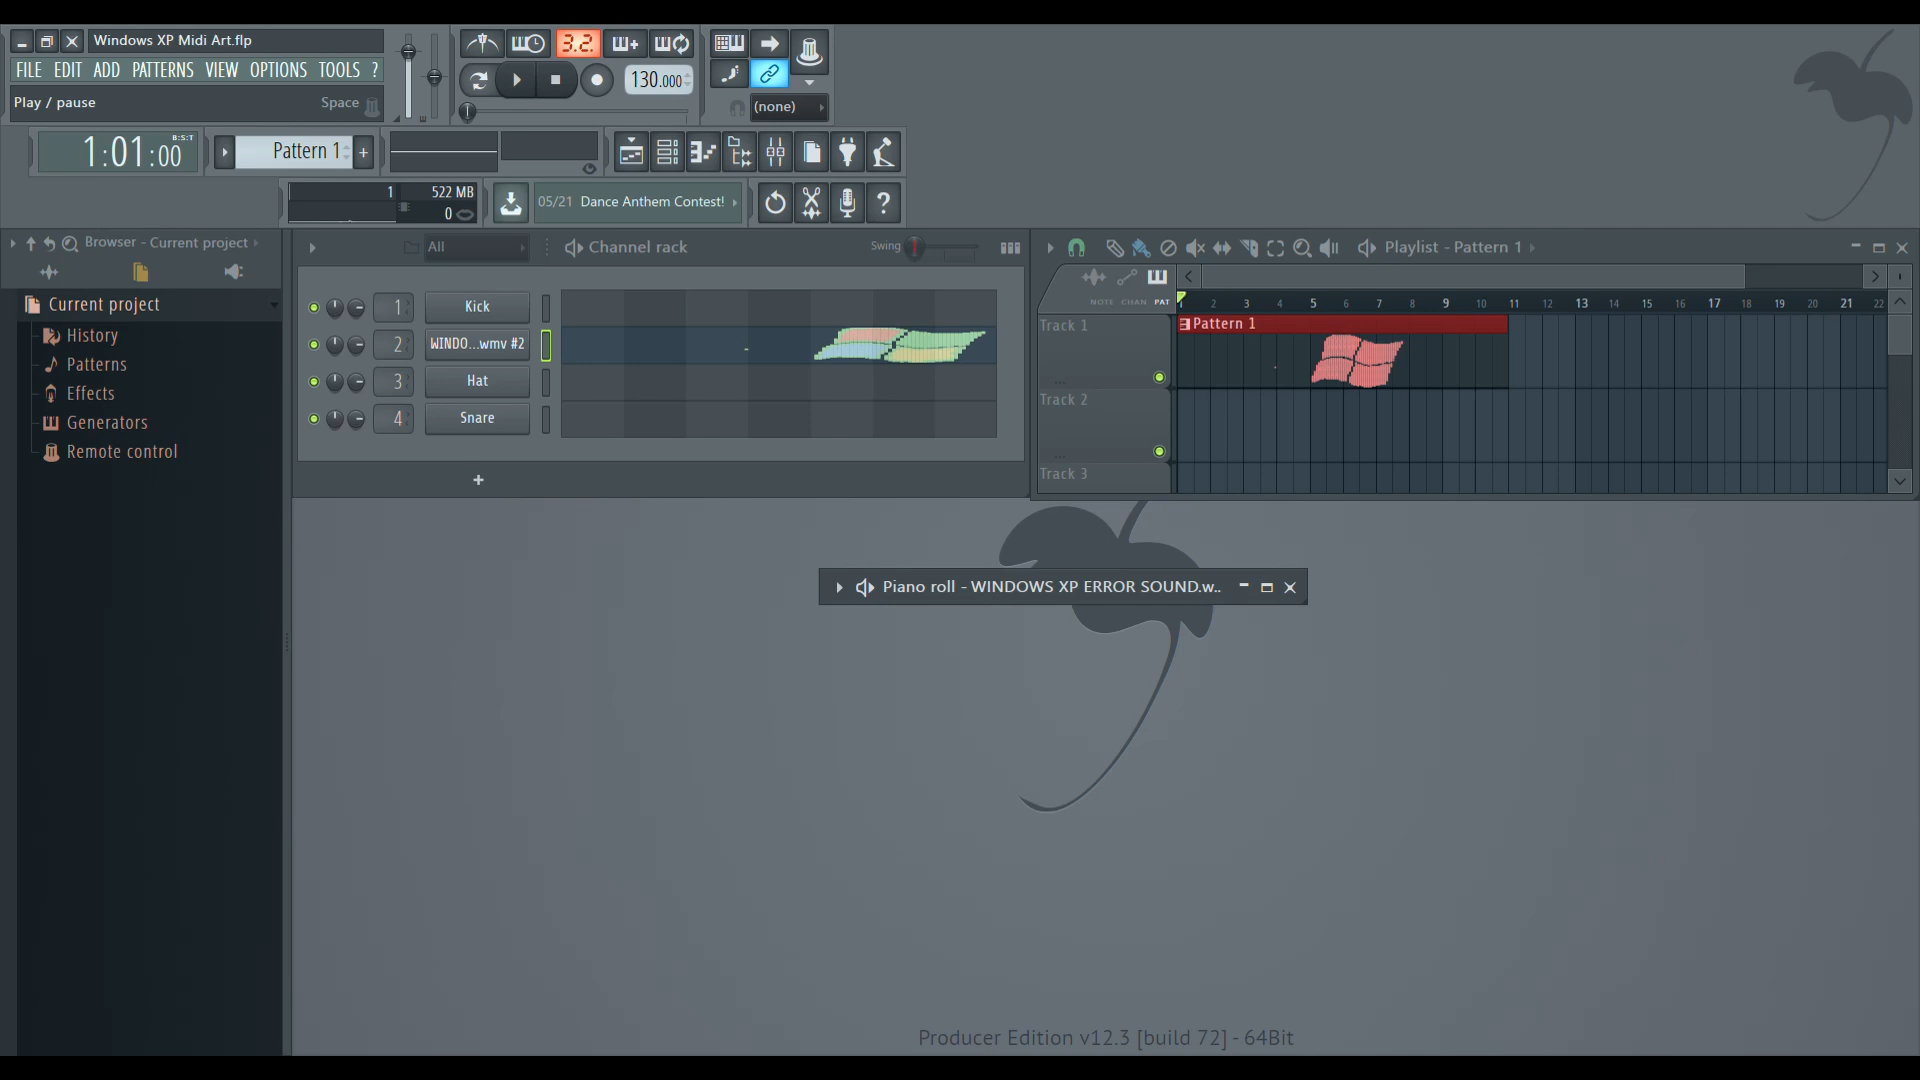 Windows XP Midi Art.flp
FILE EDIT ADD PATTERNS VIEW OPTIONS TOOLS ?
Play / pause Space
3.2.
130.000
(none)
1:01:00
B:S:T
Pattern 1
+
1
522 MB
0
05/21 Dance Anthem Contest!
?
Browser - Current project
Current project
History
Patterns
Effects
Generators
Remote control
All
Channel rack
Swing
1 Kick
2 WINDO...wmv #2
3 Hat
4 Snare
+
Playlist - Pattern 1
NOTE CHAN PAT
2 3 4 5 6 7 8 9 10 11 12 13 14 15 16 17 18 19 20 21 22
Track 1
Pattern 1
...
Track 2
...
Track 3
Piano roll - WINDOWS XP ERROR SOUND.w..
Producer Edition v12.3 [build 72] - 64Bit